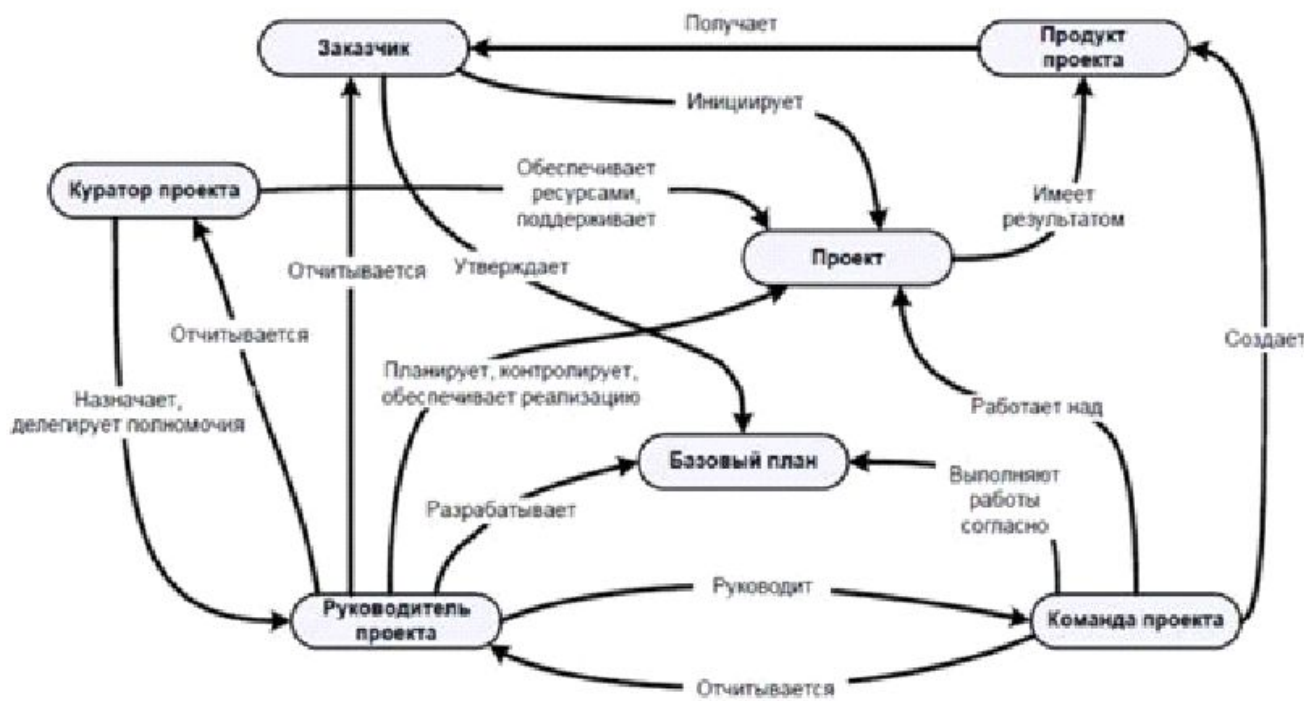 Получает
Заказчик
Продукт
проекта
Инициирует
Куратор проекта
Обеспечивает
ресурсами,
поддерживает
Имеет
результатом
Проект
Отчитывается
Утверждает
Отчитывается
Создает
Планирует, контролирует,
обеспечивает реализацию
Назначает,
делегирует полномочия
Работает над
Базовый план
Выполняют
работы
согласно
Разрабатывает
Руководит
Руководитель
проекта
Команда проекта
Отчитывается